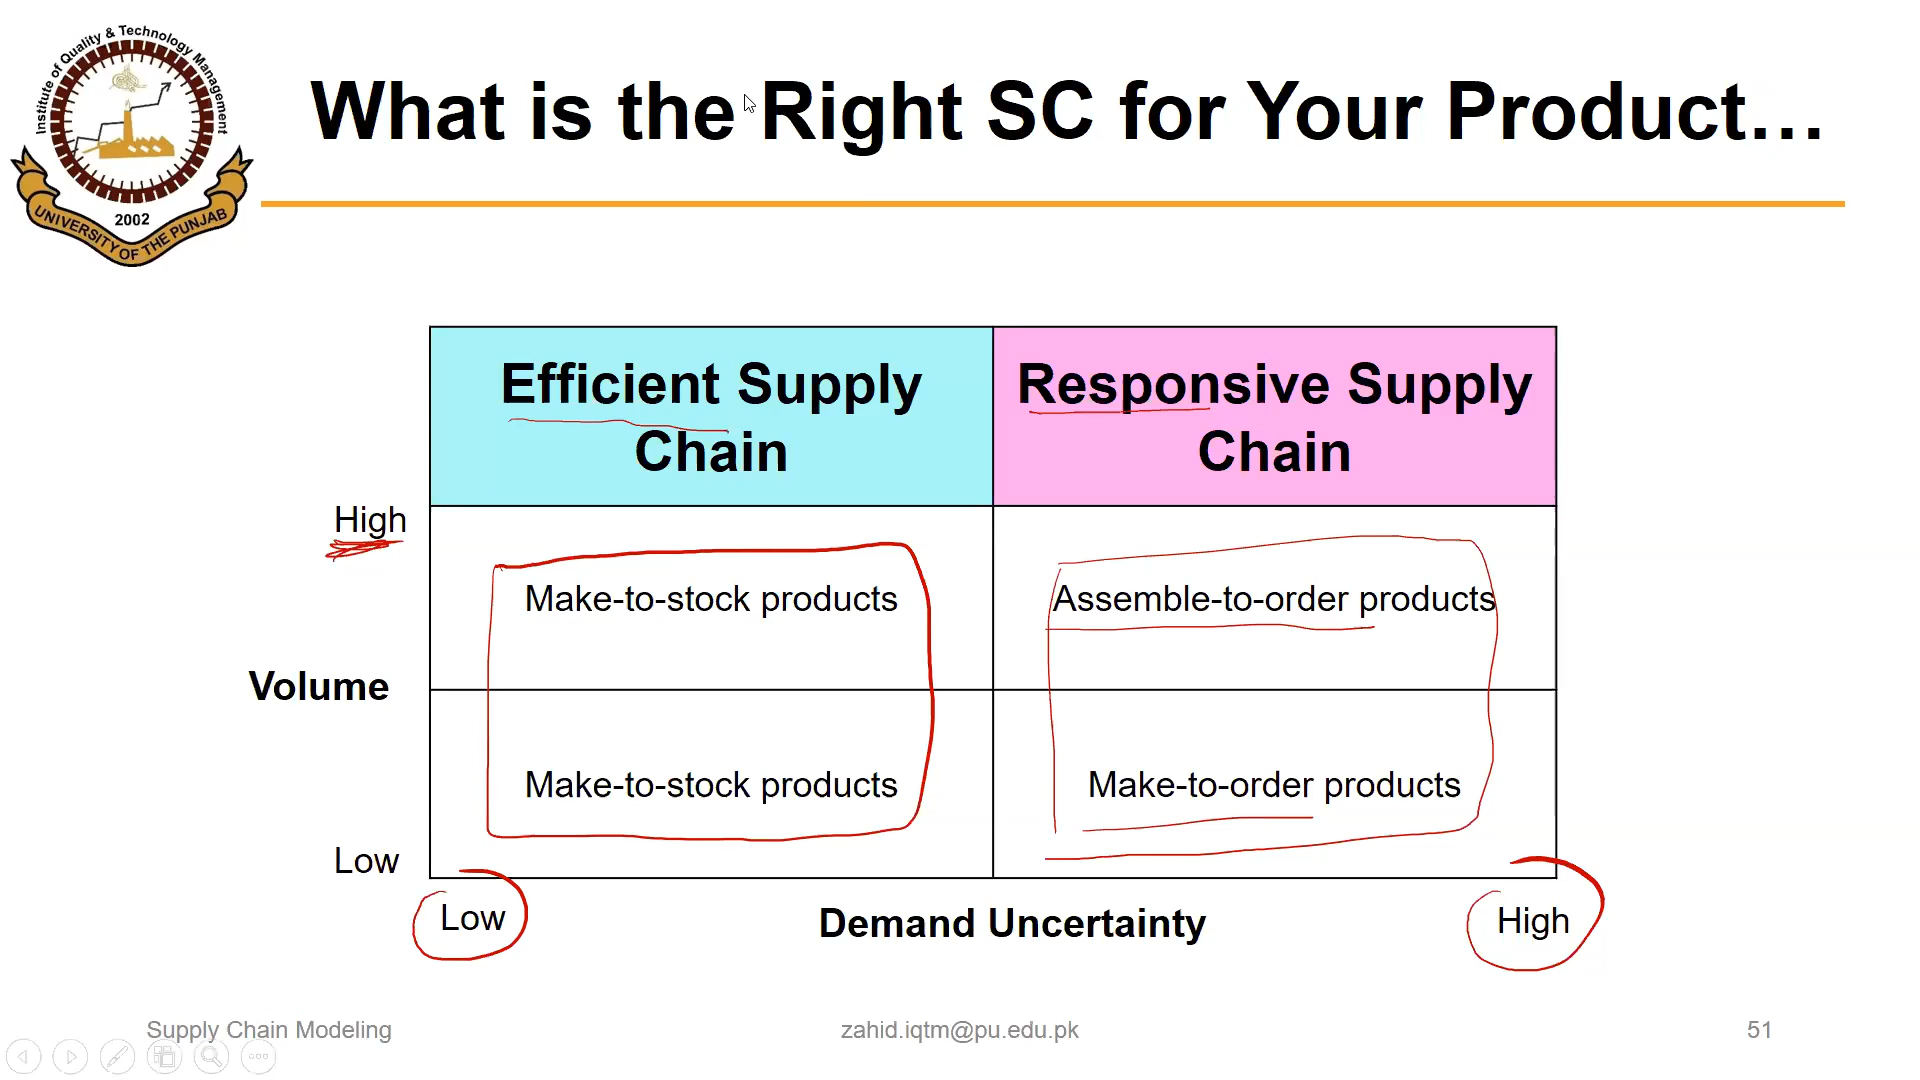 Institute of Quality & Technology Management
2002
UNIVERSITY OF THE PUNJAB
What is the Right SC for Your Product…
Efficient Supply
Chain
Responsive Supply
Chain
High
Make-to-stock products
Assemble-to-order products
Volume
Make-to-stock products
Make-to-order products
Low
Low
Demand Uncertainty
High
Supply Chain Modeling
zahid.iqtm@pu.edu.pk
51